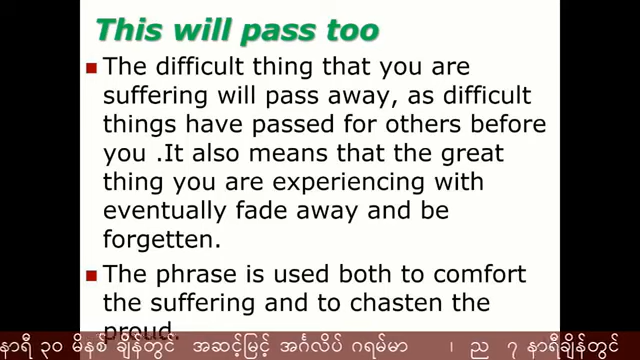 This will pass too
The difficult thing that you are
suffering will pass away, as difficult
things have passed for others before
you .It also means that the great
thing you are experiencing with
eventually fade away and be
forgetten.
The phrase is used both to comfort
the suffering and to chasten the
proud.
နာရီ ၃၀ မိနစ် ချိန်တွင် အဆင့်မြင့် အင်္ဂလိပ် ဂရမ်မာ ၊ ည ၇ နာရီချိန်တွင်